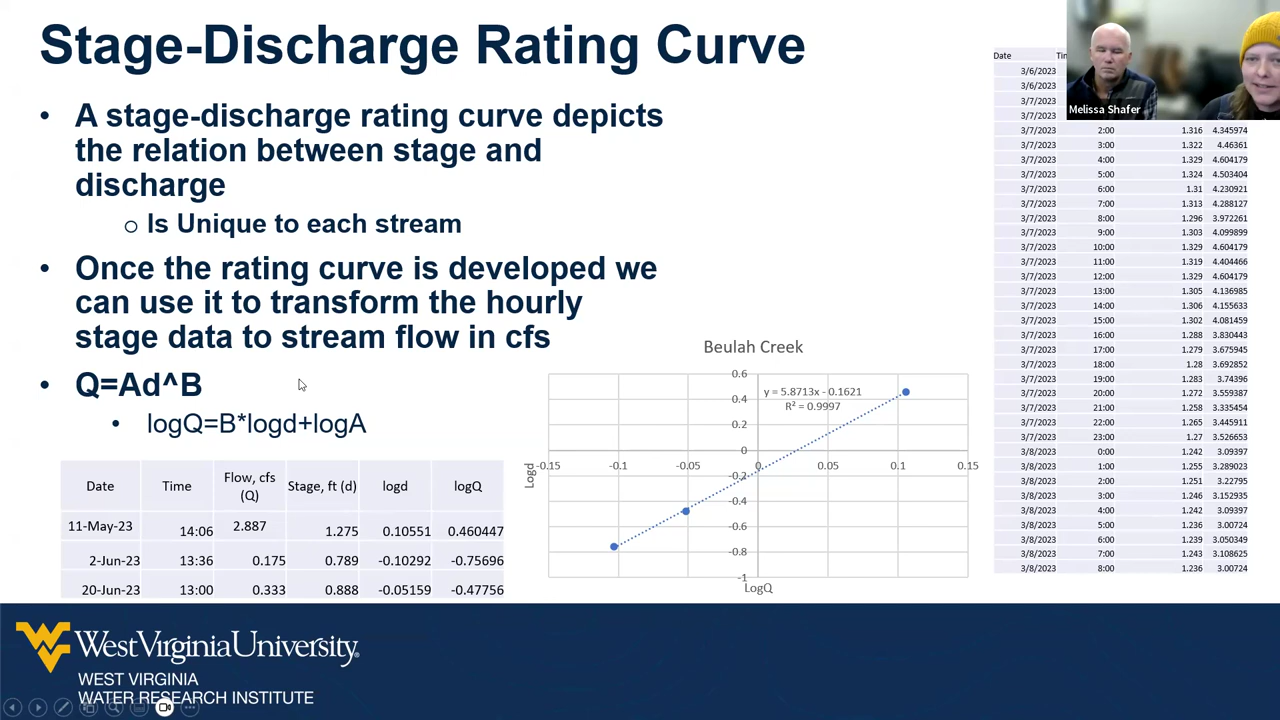 Stage-Discharge Rating Curve
• A stage-discharge rating curve depicts
the relation between stage and
discharge
o Is Unique to each stream
• Once the rating curve is developed we
can use it to transform the hourly
stage data to stream flow in cfs
• Q=Ad^B
• logQ=B*logd+logA
Date Time Flow, cfs (Q) Stage, ft (d) logd logQ
11-May-23 14:06 2.887 1.275 0.10551 0.460447
2-Jun-23 13:36 0.175 0.789 -0.10292 -0.75696
20-Jun-23 13:00 0.333 0.888 -0.05159 -0.47756
Beulah Creek
y = 5.8713x - 0.1621
R² = 0.9997
0.6
0.4
0.2
0
-0.2
-0.4
-0.6
-0.8
-1
-0.15 -0.1 -0.05 0 0.05 0.1 0.15
Logd
LogQ
Melissa Shafer
Date
3/6/2023
3/6/2023
3/7/2023
3/7/2023
3/7/2023 2:00 1.316 4.345974
3/7/2023 3:00 1.322 4.46361
3/7/2023 4:00 1.329 4.604179
3/7/2023 5:00 1.324 4.503404
3/7/2023 6:00 1.31 4.230921
3/7/2023 7:00 1.313 4.288127
3/7/2023 8:00 1.296 3.972261
3/7/2023 9:00 1.303 4.099899
3/7/2023 10:00 1.329 4.604179
3/7/2023 11:00 1.319 4.404466
3/7/2023 12:00 1.329 4.604179
3/7/2023 13:00 1.305 4.136985
3/7/2023 14:00 1.306 4.155633
3/7/2023 15:00 1.302 4.081459
3/7/2023 16:00 1.288 3.830443
3/7/2023 17:00 1.279 3.675945
3/7/2023 18:00 1.28 3.692852
3/7/2023 19:00 1.283 3.74396
3/7/2023 20:00 1.272 3.559387
3/7/2023 21:00 1.258 3.335454
3/7/2023 22:00 1.265 3.445911
3/7/2023 23:00 1.27 3.526653
3/8/2023 0:00 1.242 3.09397
3/8/2023 1:00 1.255 3.289023
3/8/2023 2:00 1.251 3.22795
3/8/2023 3:00 1.246 3.152935
3/8/2023 4:00 1.242 3.09397
3/8/2023 5:00 1.236 3.00724
3/8/2023 6:00 1.239 3.050349
3/8/2023 7:00 1.243 3.108625
3/8/2023 8:00 1.236 3.00724
WestVirginiaUniversity.
WEST VIRGINIA
WATER RESEARCH INSTITUTE